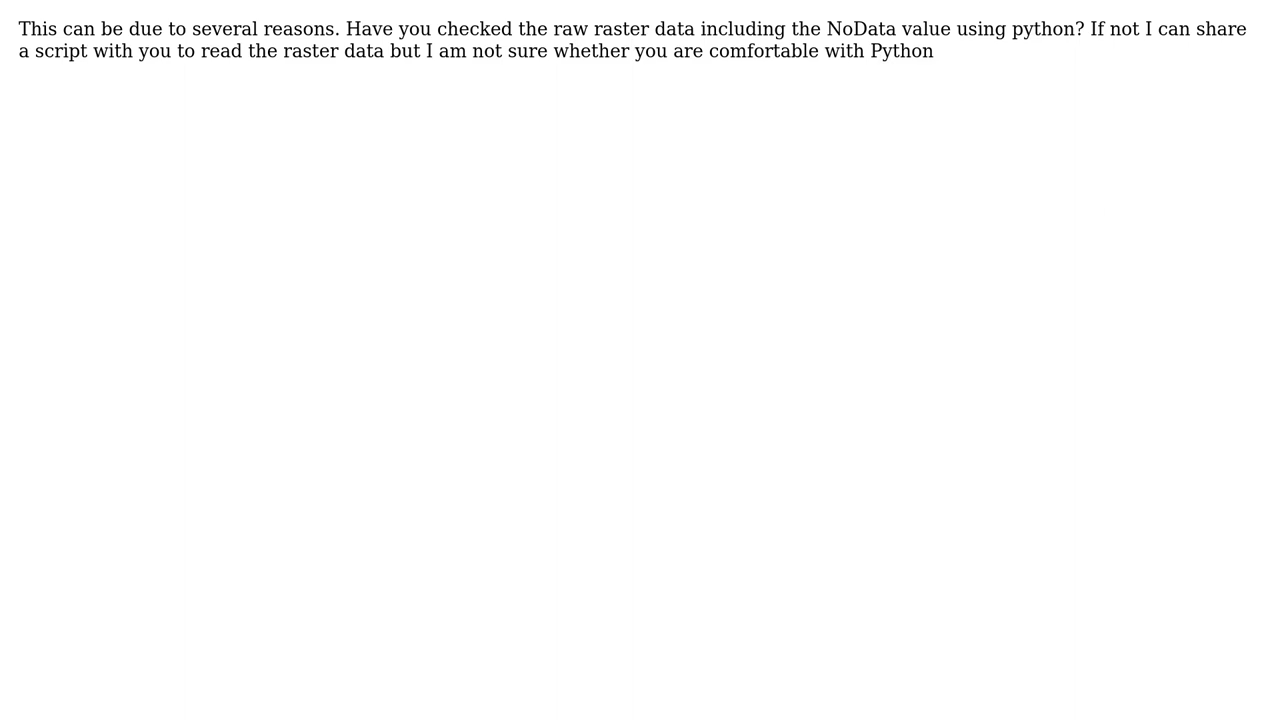 This can be due to several reasons. Have you checked the raw raster data including the NoData value using python? If not I can share
a script with you to read the raster data but I am not sure whether you are comfortable with Python